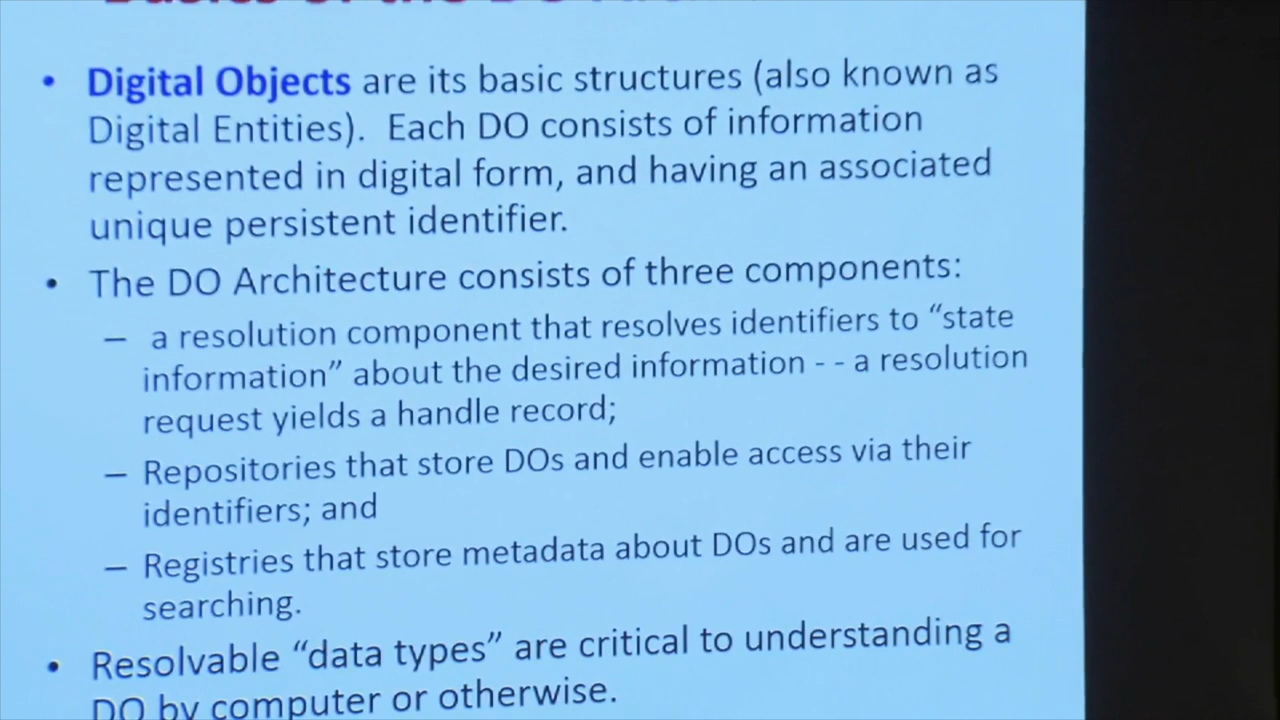 Basics of the DO
• Digital Objects are its basic structures (also known as
Digital Entities).  Each DO consists of information
represented in digital form, and having an associated
unique persistent identifier.
• The DO Architecture consists of three components:
– a resolution component that resolves identifiers to “state
information” about the desired information - - a resolution
request yields a handle record;
– Repositories that store DOs and enable access via their
identifiers; and
– Registries that store metadata about DOs and are used for
searching.
• Resolvable “data types” are critical to understanding a
DO by computer or otherwise.